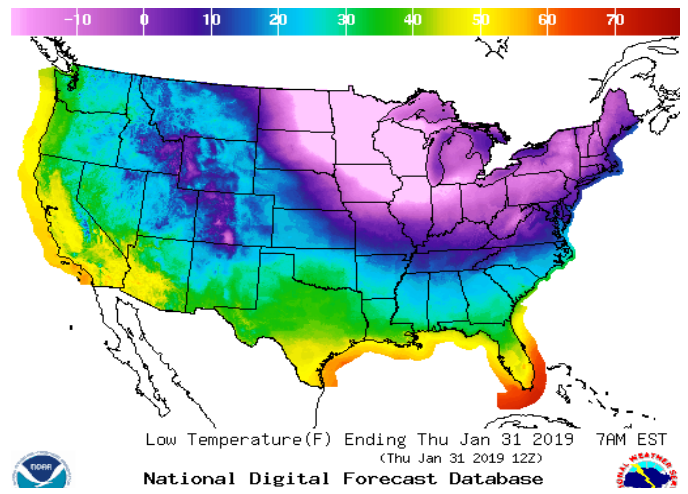 -10 0 10 20 30 40 50 60 70
Low Temperature(F) Ending Thu Jan 31 2019 7AM EST
(Thu Jan 31 2019 12Z)
National Digital Forecast Database
NOAA